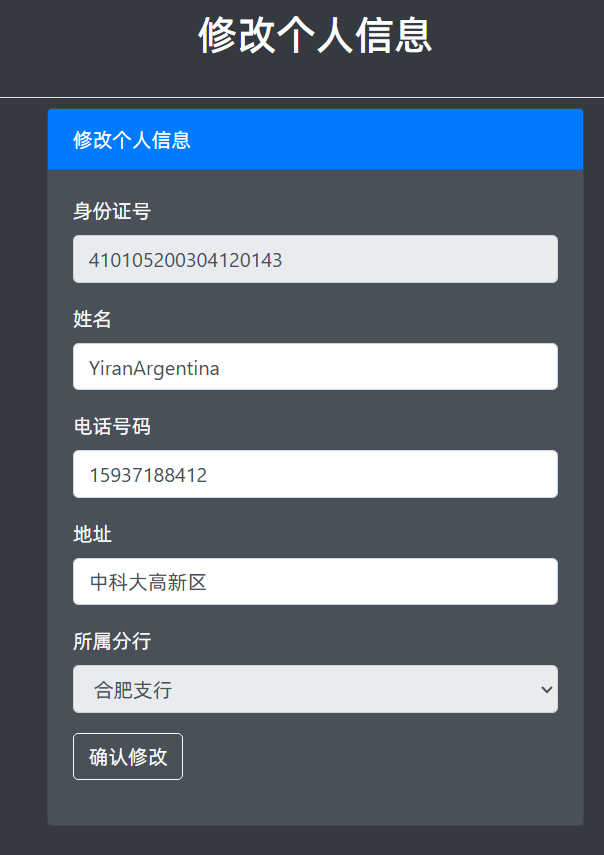 修改个人信息
修改个人信息
身份证号
410105200304120143
姓名
YiranArgentina
电话号码
15937188412
地址
中科大高新区
所属分行
合肥支行
确认修改